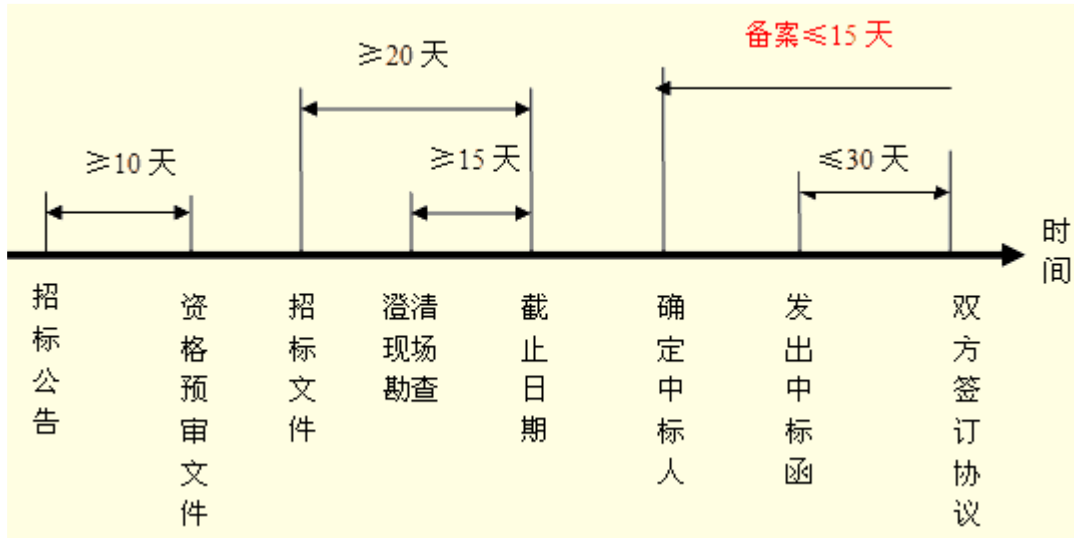 备案≤15 天
≥20 天
≥10 天
≥15 天
≤30 天
时间
招标公告
资格预审文件
招标文件
澄清
现场
勘查
截止日期
确定中标人
发出中标函
双方签订协议